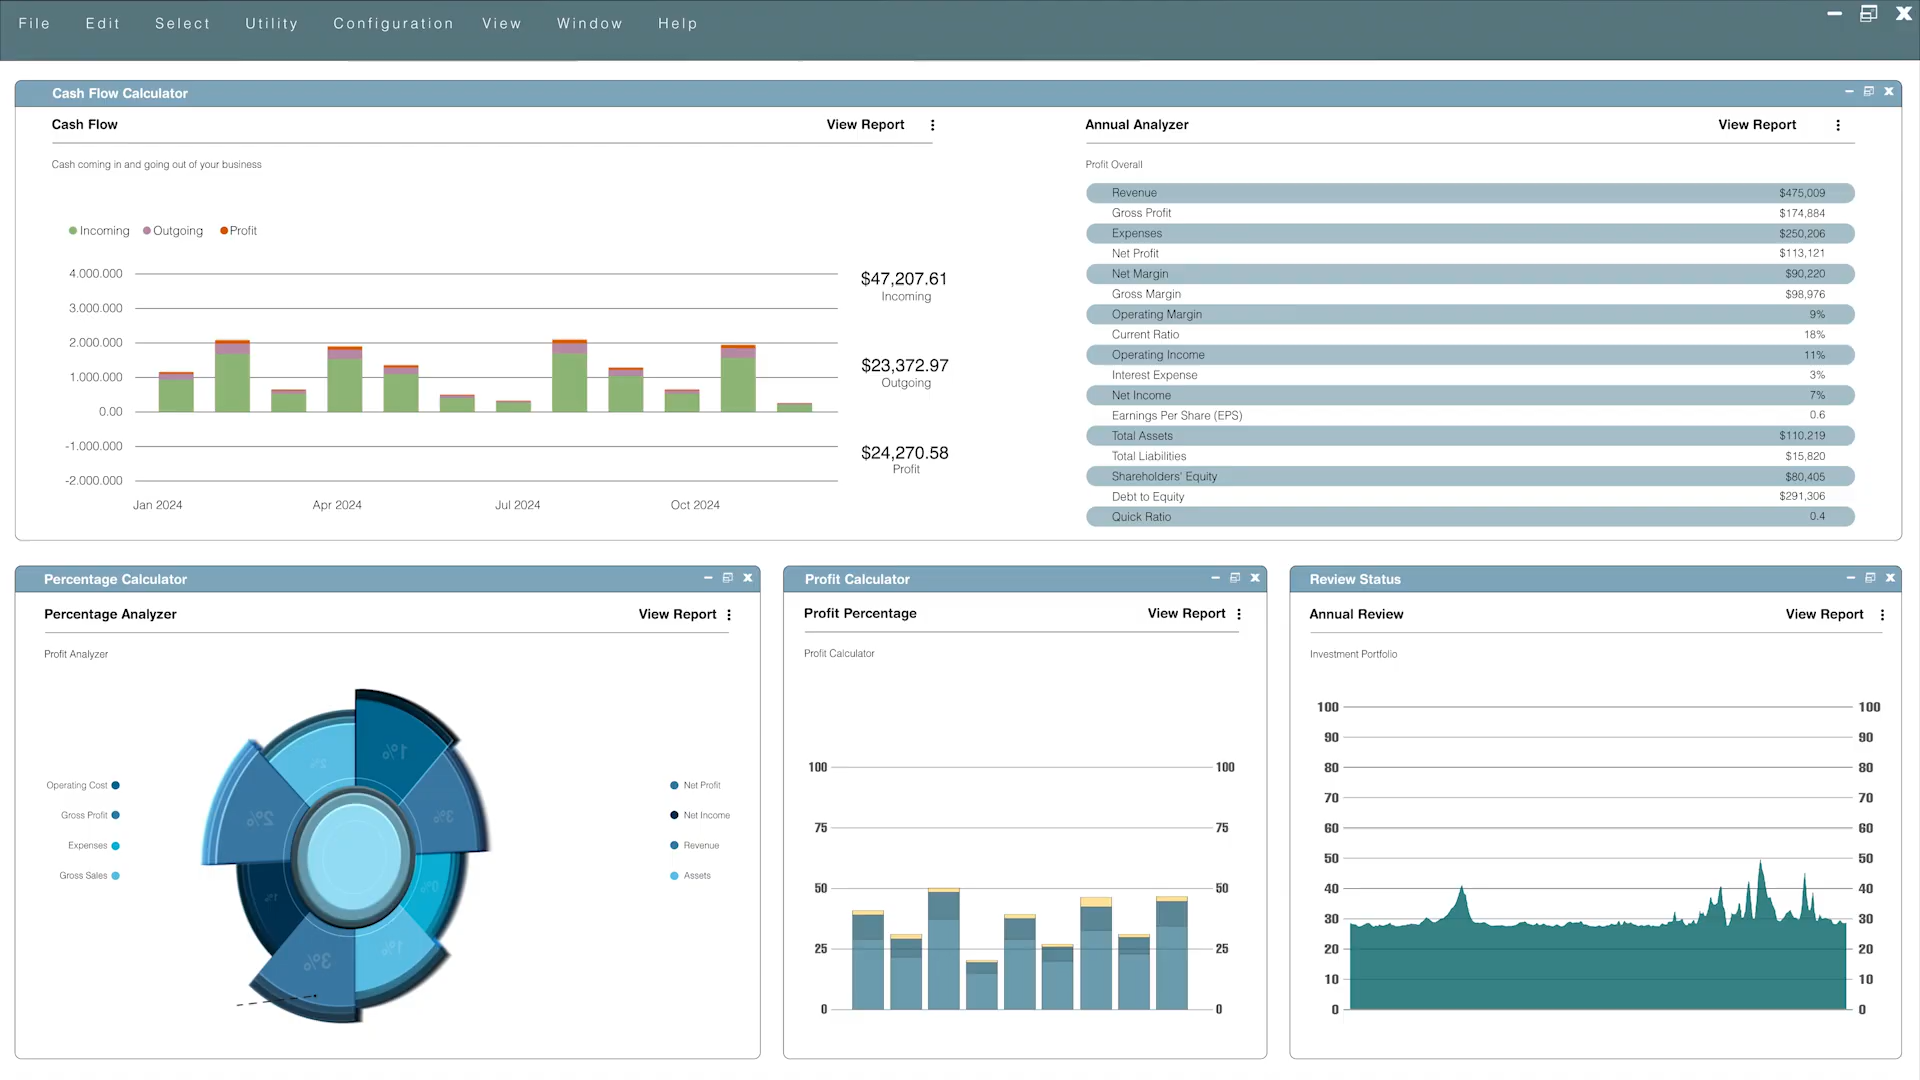 File Edit Select Utility Configuration View Window Help
Cash Flow Calculator
Cash Flow View Report
Cash coming in and going out of your business
Incoming Outgoing Profit
4.000.000
3.000.000
2.000.000
1.000.000
0.00
-1.000.000
-2.000.000
Jan 2024 Apr 2024 Jul 2024 Oct 2024
$47,207.61
Incoming
$23,372.97
Outgoing
$24,270.58
Profit
Annual Analyzer View Report
Profit Overall
Revenue $475,009
Gross Profit $174,884
Expenses $250,206
Net Profit $113,121
Net Margin $90,220
Gross Margin $98,976
Operating Margin 9%
Current Ratio 18%
Operating Income 11%
Interest Expense 3%
Net Income 7%
Earnings Per Share (EPS) 0.6
Total Assets $110,219
Total Liabilities $15,820
Shareholders' Equity $80,405
Debt to Equity $291,306
Quick Ratio 0.4
Percentage Calculator
Percentage Analyzer View Report
Profit Analyzer
Operating Cost
Gross Profit
Expenses
Gross Sales
1%
3%
0%
1%
3%
1%
2%
2%
Net Profit
Net Income
Revenue
Assets
Profit Calculator
Profit Percentage View Report
Profit Calculator
100 100
75 75
50 50
25 25
0 0
Review Status
Annual Review View Report
Investment Portfolio
100 100
90 90
80 80
70 70
60 60
50 50
40 40
30 30
20 20
10 10
0 0